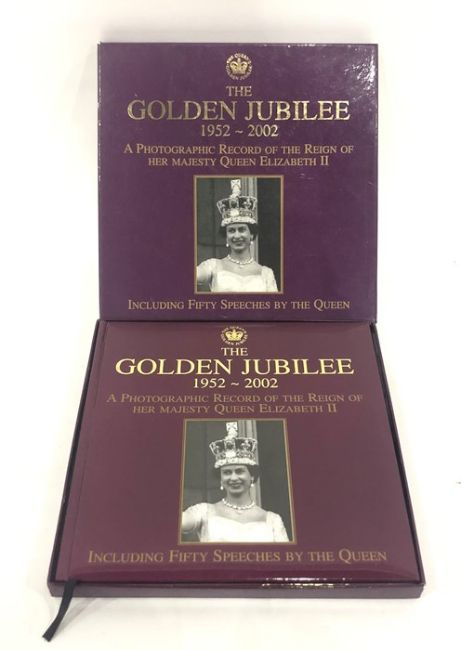 THE
GOLDEN JUBILEE
1952 ~ 2002
A PHOTOGRAPHIC RECORD OF THE REIGN OF
HER MAJESTY QUEEN ELIZABETH II
INCLUDING FIFTY SPEECHES BY THE QUEEN
THE
GOLDEN JUBILEE
1952 ~ 2002
A PHOTOGRAPHIC RECORD OF THE REIGN OF
HER MAJESTY QUEEN ELIZABETH II
INCLUDING FIFTY SPEECHES BY THE QUEEN